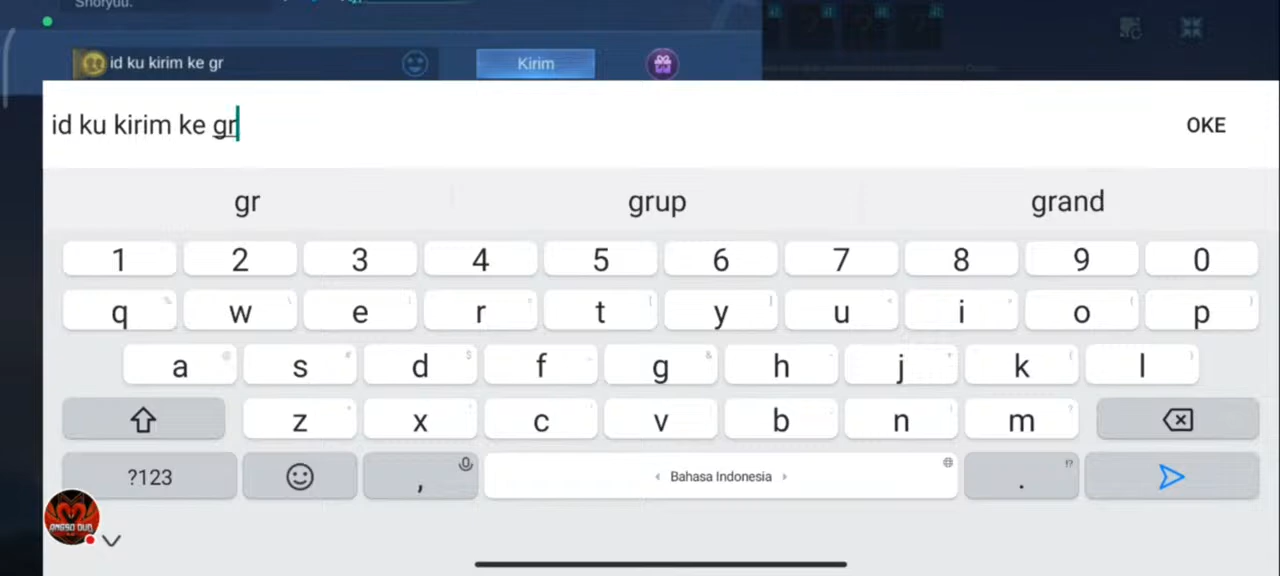 Shoryuu.
id ku kirim ke gr
Kirim
id ku kirim ke gr
OKE
gr grup grand
1 2 3 4 5 6 7 8 9 0
q w e r t y u i o p
a s d f g h j k l
z x c v b n m
?123 , Bahasa Indonesia .